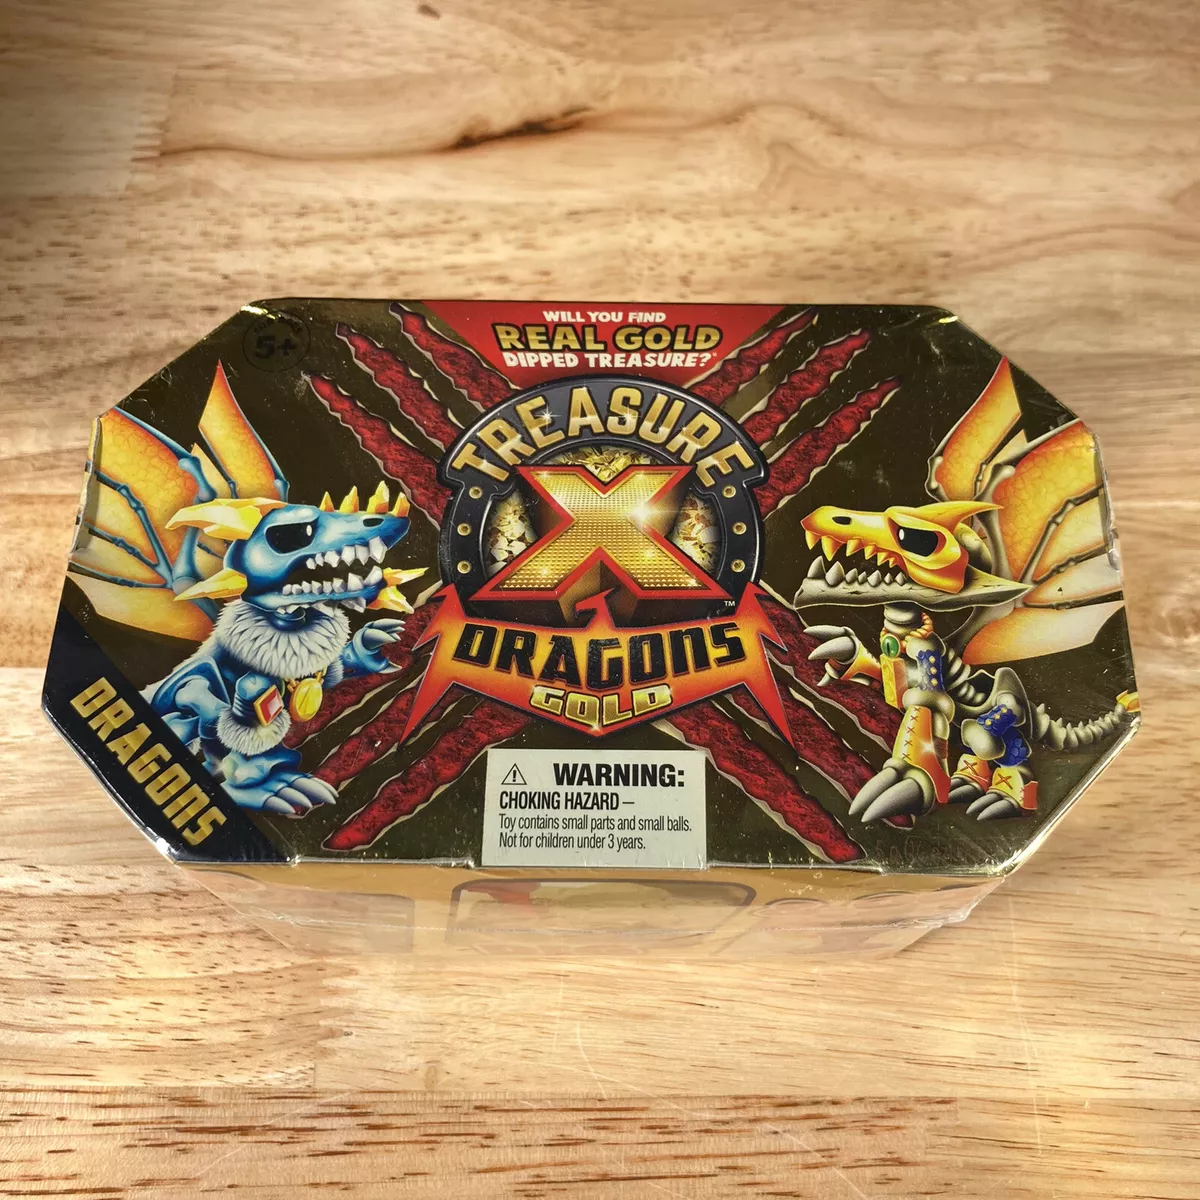 5+
WILL YOU FIND
REAL GOLD
DIPPED TREASURE?
TREASURE
X
TM
DRAGONS
GOLD
DRAGONS
WARNING:
CHOKING HAZARD –
Toy contains small parts and small balls.
Not for children under 3 years.